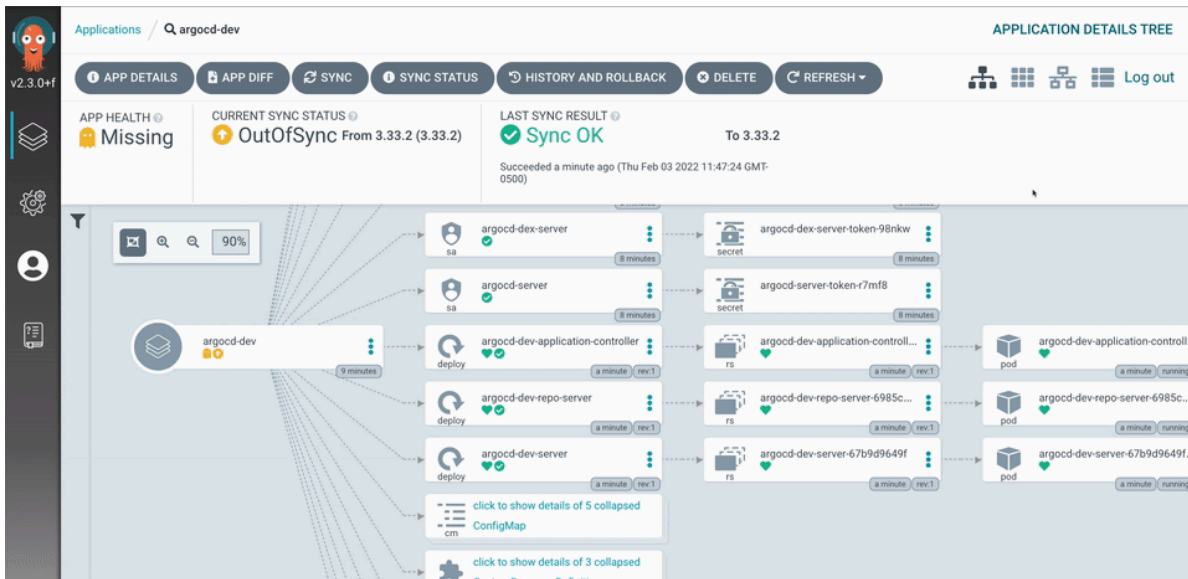 Applications / argocd-dev
APPLICATION DETAILS TREE
v2.3.0+f
APP DETAILS
APP DIFF
SYNC
SYNC STATUS
HISTORY AND ROLLBACK
DELETE
REFRESH
Log out
APP HEALTH
Missing
CURRENT SYNC STATUS
OutOfSync From 3.33.2 (3.33.2)
LAST SYNC RESULT
Sync OK To 3.33.2
Succeeded a minute ago (Thu Feb 03 2022 11:47:24 GMT-
0500)
90%
argocd-dev
9 minutes
argocd-dex-server
sa
8 minutes
argocd-dex-server-token-98nkw
secret
8 minutes
argocd-server
sa
8 minutes
argocd-server-token-r7mf8
secret
8 minutes
argocd-dev-application-controller
deploy
a minute rev:1
argocd-dev-application-controll...
rs
a minute rev:1
argocd-dev-application-controll
pod
a minute running
argocd-dev-repo-server
deploy
a minute rev:1
argocd-dev-repo-server-6985c...
rs
a minute rev:1
argocd-dev-repo-server-6985c..
pod
a minute running
argocd-dev-server
deploy
a minute rev:1
argocd-dev-server-67b9d9649f
rs
a minute rev:1
argocd-dev-server-67b9d9649f.
pod
a minute running
click to show details of 5 collapsed
ConfigMap
cm
click to show details of 3 collapsed